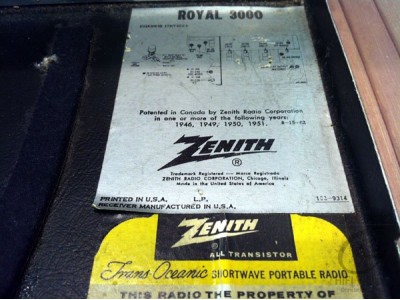 ROYAL 3000
Patented in Canada by Zenith Radio Corporation
in one or more of the following years:
1946, 1949, 1950, 1951.
ZENITH
®
Trademark Registered — Marca Registrada
ZENITH RADIO CORPORATION, Chicago, Illinois
Made in the United States of America
PRINTED IN U.S.A. L.P.
RECEIVER MANUFACTURED IN U.S.A.
ZENITH
ALL TRANSISTOR
Trans-Oceanic SHORTWAVE PORTABLE RADIO
THIS RADIO THE PROPERTY OF